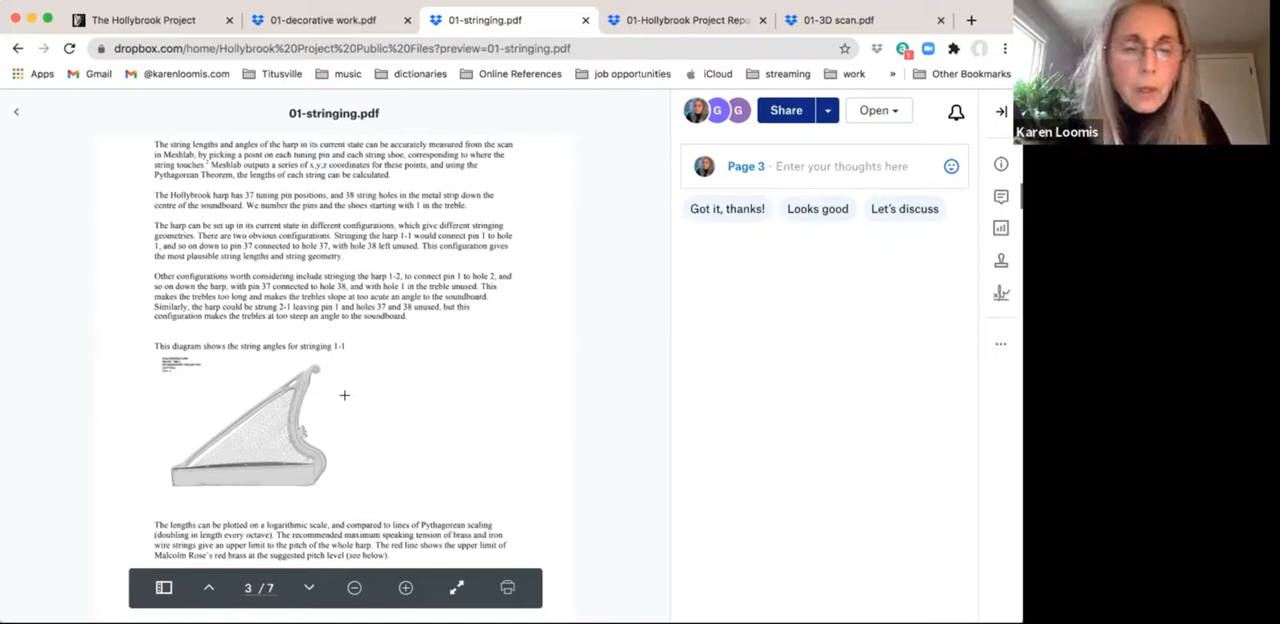 The Hollybrook Project
01-decorative work.pdf
01-stringing.pdf
01-Hollybrook Project Repo
01-3D scan.pdf
dropbox.com/home/Hollybrook%20Project%20Public%20Files?preview=01-stringing.pdf
Apps
Gmail
@karenloomis.com
Titusville
music
dictionaries
Online References
job opportunities
iCloud
streaming
work
»
Other Bookmarks
01-stringing.pdf
G
G
Share
Open
Karen Loomis
The string lengths and angles of the harp in its current state can be accurately measured from the scan
in Meshlab, by picking a point on each tuning pin and each string shoe, corresponding to where the
string touches.² Meshlab outputs a series of x,y,z coordinates for these points, and using the
Pythagorean Theorem, the lengths of each string can be calculated.
The Hollybrook harp has 37 tuning pin positions, and 38 string holes in the metal strip down the
centre of the soundboard. We number the pins and the shoes starting with 1 in the treble.
The harp can be set up in its current state in different configurations, which give different stringing
geometries. There are two obvious configurations. Stringing the harp 1-1 would connect pin 1 to hole
1, and so on down to pin 37 connected to hole 37, with hole 38 left unused. This configuration gives
the most plausible string lengths and string geometry.
Other configurations worth considering include stringing the harp 1-2, to connect pin 1 to hole 2, and
so on down the harp, with pin 37 connected to hole 38, and with hole 1 in the treble unused. This
makes the trebles too long and makes the trebles slope at too acute an angle to the soundboard.
Similarly, the harp could be strung 2-1 leaving pin 1 and holes 37 and 38 unused, but this
configuration makes the trebles at too steep an angle to the soundboard.
This diagram shows the string angles for stringing 1-1
The lengths can be plotted on a logarithmic scale, and compared to lines of Pythagorean scaling
(doubling in length every octave). The recommended maximum speaking tension of brass and iron
wire strings give an upper limit to the pitch of the whole harp. The red line shows the upper limit of
Malcolm Rose's red brass at the suggested pitch level (see below).
3 / 7
Page 3 · Enter your thoughts here
Got it, thanks!
Looks good
Let's discuss